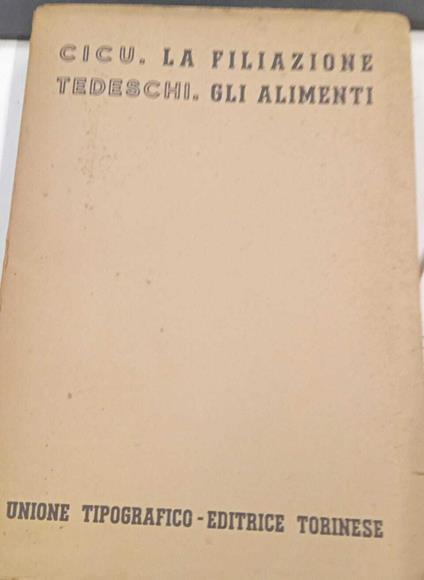 CICU. LA FILIAZIONE
TEDESCHI. GLI ALIMENTI
UNIONE TIPOGRAFICO-EDITRICE TORINESE